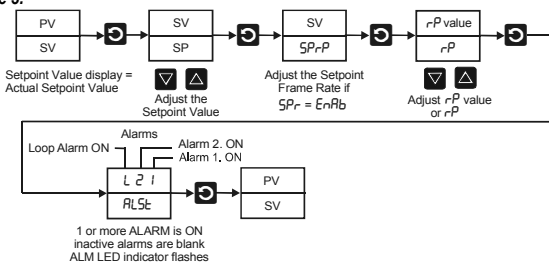 PV
SV
SV
SP
SV
SPrP
rP value
rP
Setpoint Value display =
Actual Setpoint Value
Adjust the
Setpoint Value
Adjust the Setpoint
Frame Rate if
SPr = EnAb
Adjust rP value
or rP
Alarms
Loop Alarm ON
Alarm 2. ON
Alarm 1. ON
L 2 1
ALSt
PV
SV
1 or more ALARM is ON
inactive alarms are blank
ALM LED indicator flashes